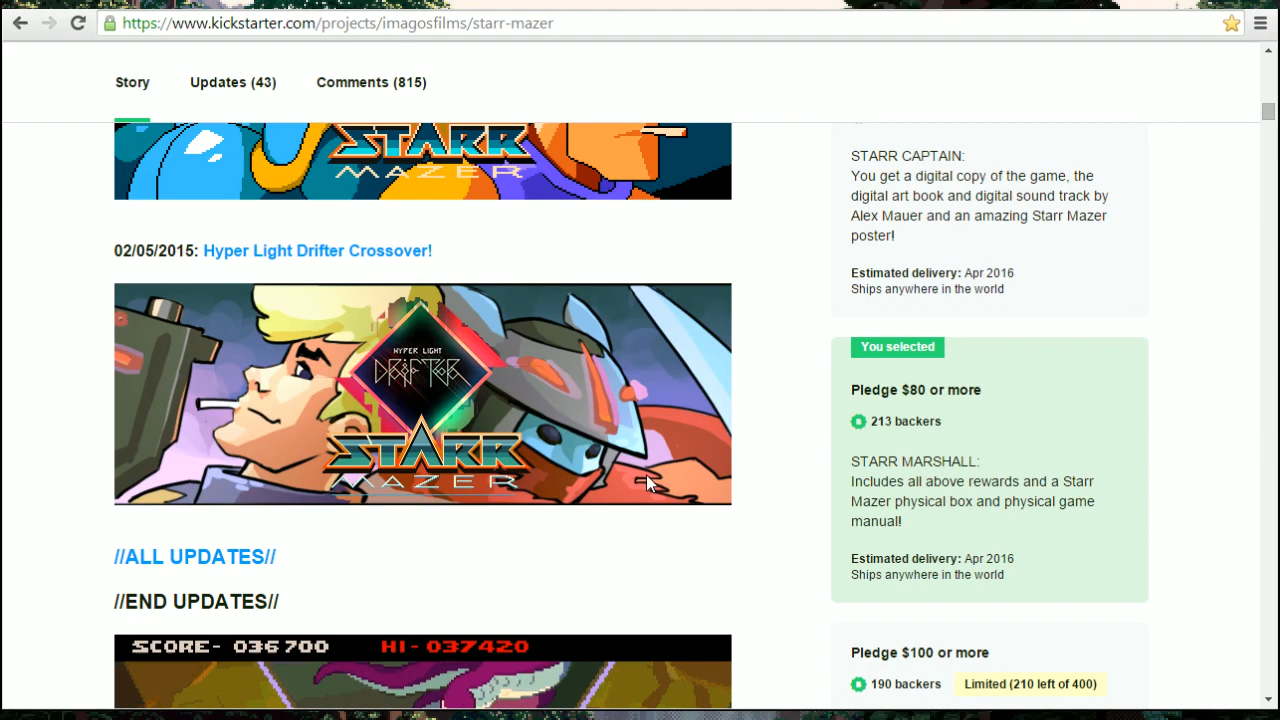 https://www.kickstarter.com/projects/imagosfilms/starr-mazer
Story
Updates (43)
Comments (815)
STARR
MAZER
02/05/2015: Hyper Light Drifter Crossover!
HYPER LIGHT
DRIFTER
STARR
MAZER
//ALL UPDATES//
//END UPDATES//
SCORE- 036700
HI- 037420
STARR CAPTAIN:
You get a digital copy of the game, the
digital art book and digital sound track by
Alex Mauer and an amazing Starr Mazer
poster!
Estimated delivery: Apr 2016
Ships anywhere in the world
You selected
Pledge $80 or more
213 backers
STARR MARSHALL:
Includes all above rewards and a Starr
Mazer physical box and physical game
manual!
Estimated delivery: Apr 2016
Ships anywhere in the world
Pledge $100 or more
190 backers
Limited (210 left of 400)